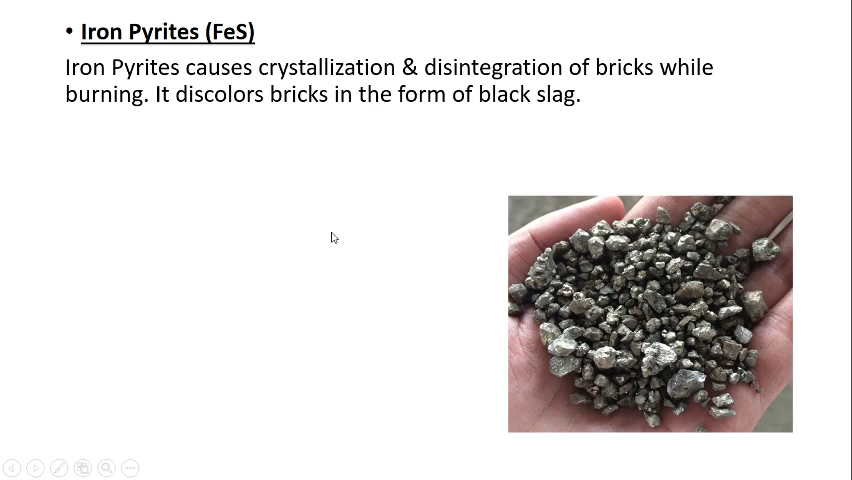 • Iron Pyrites (FeS)
Iron Pyrites causes crystallization & disintegration of bricks while
burning. It discolors bricks in the form of black slag.